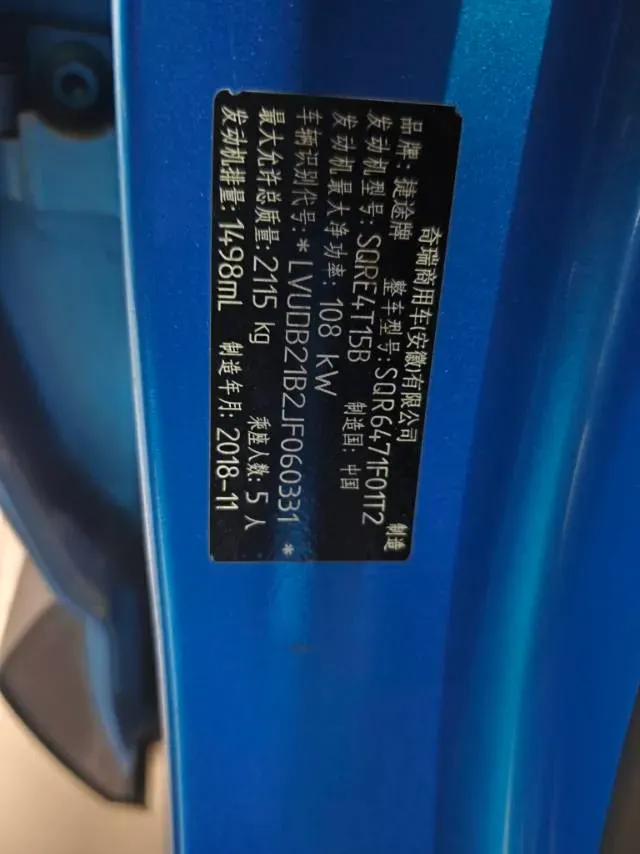 奇瑞商用车(安徽)有限公司 制造
品牌: 捷途牌 整车型号: SQR6471F01T2
发动机型号: SQRE4T15B 制造国: 中国
发动机最大净功率: 108 kW
车辆识别代号: *LVUDB21B2JF060331*
最大允许总质量: 2115 kg 乘座人数: 5 人
发动机排量: 1498mL 制造年月: 2018-11